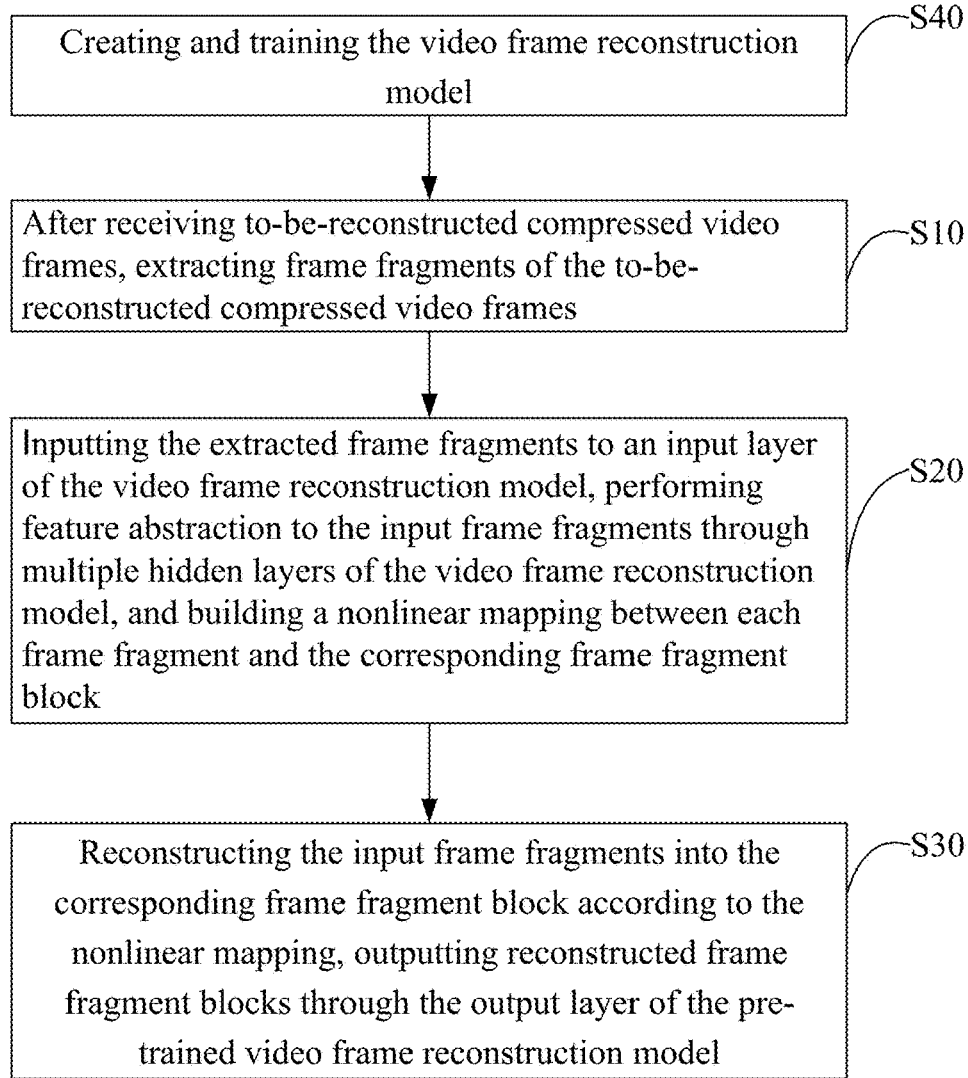 Creating and training the video frame reconstruction
model
S40
After receiving to-be-reconstructed compressed video
frames, extracting frame fragments of the to-be-
reconstructed compressed video frames
S10
Inputting the extracted frame fragments to an input layer
of the video frame reconstruction model, performing
feature abstraction to the input frame fragments through
multiple hidden layers of the video frame reconstruction
model, and building a nonlinear mapping between each
frame fragment and the corresponding frame fragment
block
S20
Reconstructing the input frame fragments into the
corresponding frame fragment block according to the
nonlinear mapping, outputting reconstructed frame
fragment blocks through the output layer of the pre-
trained video frame reconstruction model
S30